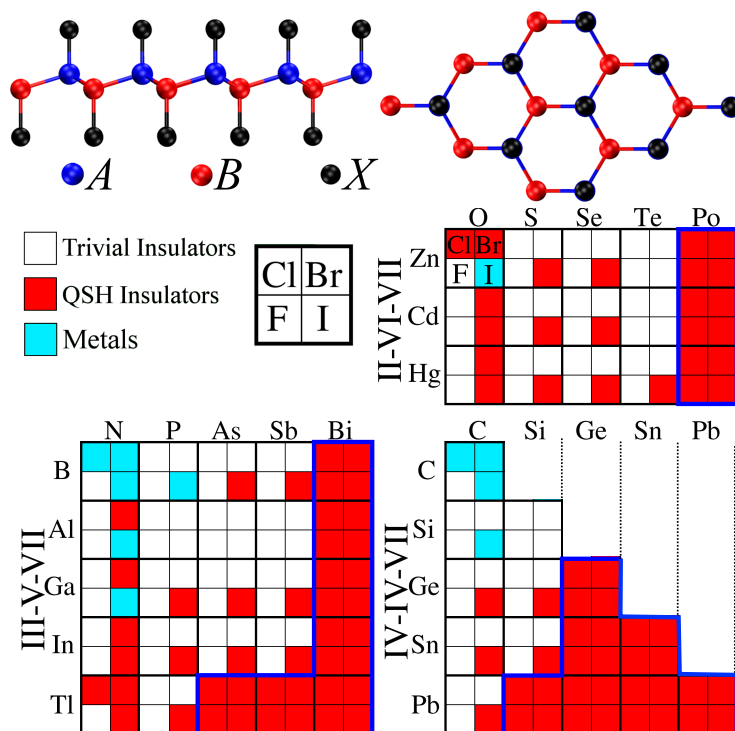 A B X
Trivial Insulators
QSH Insulators
Metals
Cl Br
F I
O S Se Te Po
II-VI-VII
Zn
Cl Br
F I
Cd
Hg
N P As Sb Bi
III-V-VII
B
Al
Ga
In
Tl
C Si Ge Sn Pb
IV-IV-VII
C
Si
Ge
Sn
Pb